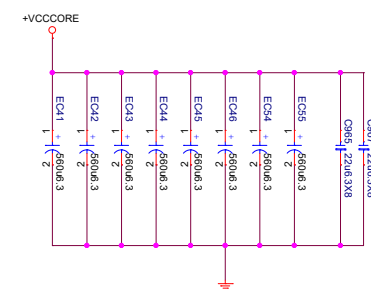 +VCCCORE
EC41
1
+
2
560u6.3
EC42
1
+
2
560u6.3
EC43
1
+
2
560u6.3
EC44
1
+
2
560u6.3
EC45
1
+
2
560u6.3
EC46
1
+
2
560u6.3
EC54
1
+
2
560u6.3
EC55
1
+
2
560u6.3
C965
22u6.3X8